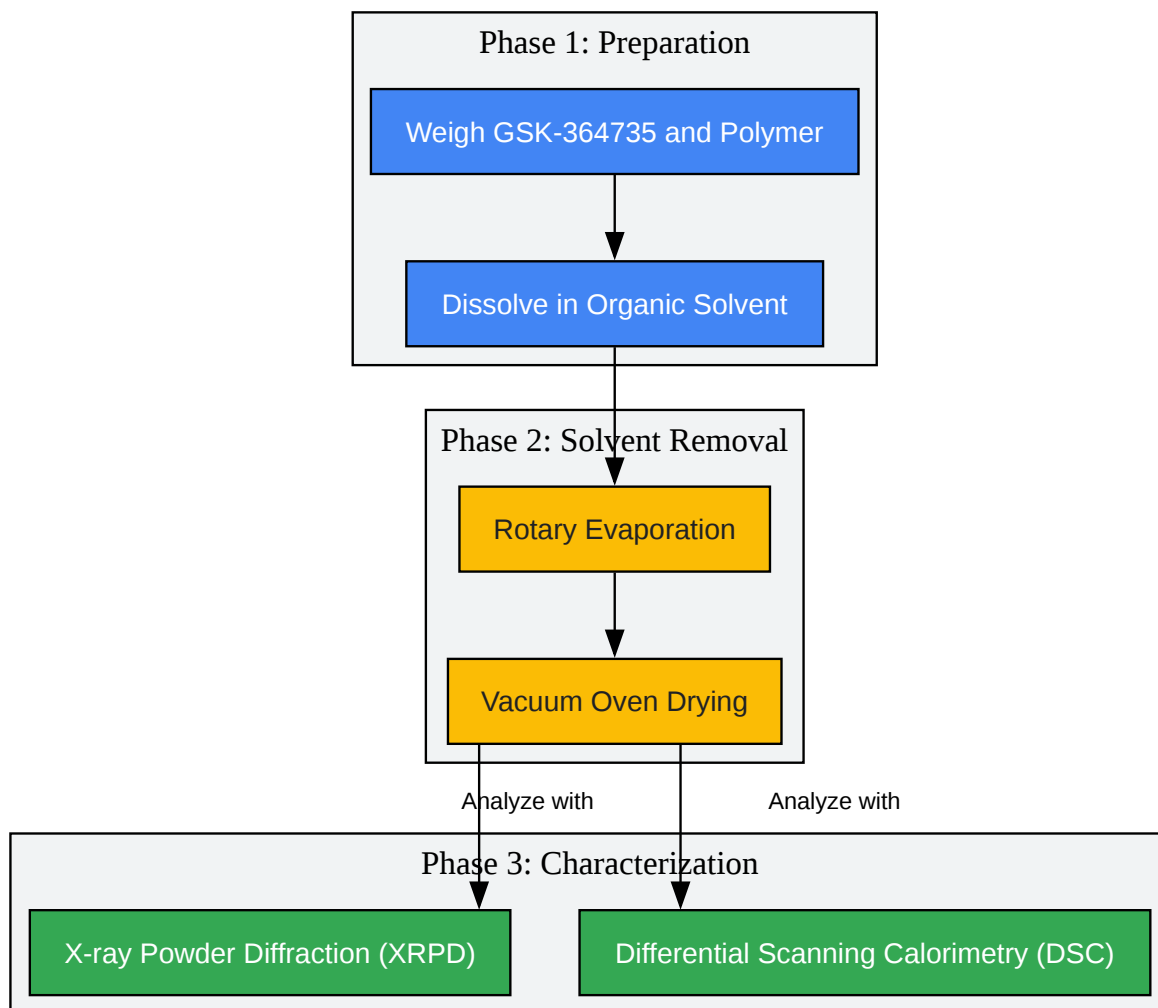 Phase 1: Preparation
Weigh GSK-364735 and Polymer
Dissolve in Organic Solvent
Phase 2: Solvent Removal
Rotary Evaporation
Vacuum Oven Drying
Analyze with
Analyze with
Phase 3: Characterization
X-ray Powder Diffraction (XRPD)
Differential Scanning Calorimetry (DSC)